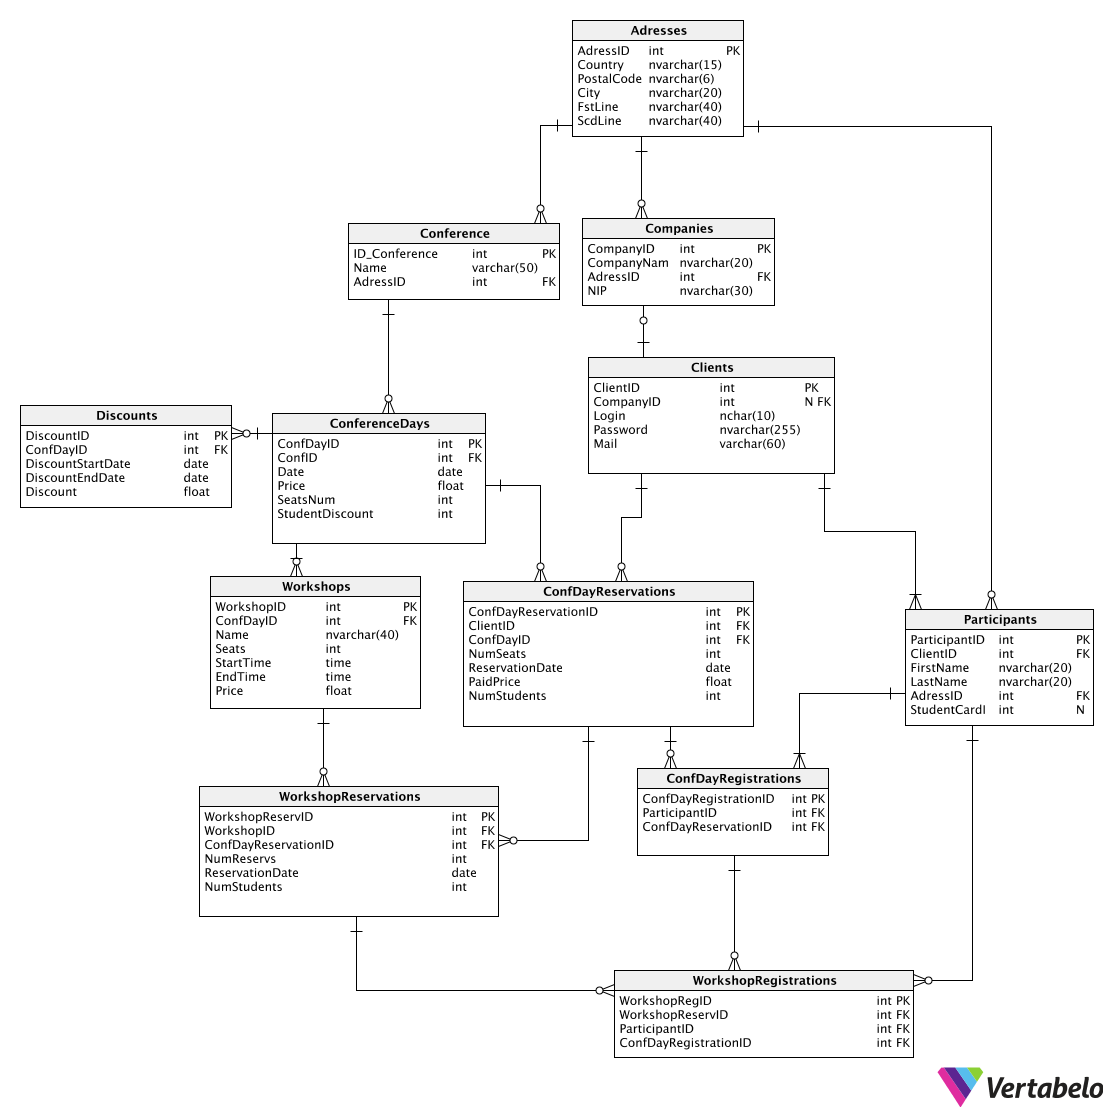 Adresses
AdressID int PK
Country nvarchar(15)
PostalCode nvarchar(6)
City nvarchar(20)
FstLine nvarchar(40)
ScdLine nvarchar(40)
Conference
ID_Conference int PK
Name varchar(50)
AdressID int FK
Companies
CompanyID int PK
CompanyNam nvarchar(20)
AdressID int FK
NIP nvarchar(30)
Clients
ClientID int PK
CompanyID int N FK
Login nchar(10)
Password nvarchar(255)
Mail varchar(60)
Discounts
DiscountID int PK
ConfDayID int FK
DiscountStartDate date
DiscountEndDate date
Discount float
ConferenceDays
ConfDayID int PK
ConfID int FK
Date date
Price float
SeatsNum int
StudentDiscount int
Workshops
WorkshopID int PK
ConfDayID int FK
Name nvarchar(40)
Seats int
StartTime time
EndTime time
Price float
ConfDayReservations
ConfDayReservationID int PK
ClientID int FK
ConfDayID int FK
NumSeats int
ReservationDate date
PaidPrice float
NumStudents int
Participants
ParticipantID int PK
ClientID int FK
FirstName nvarchar(20)
LastName nvarchar(20)
AdressID int FK
StudentCardI int N
WorkshopReservations
WorkshopReservID int PK
WorkshopID int FK
ConfDayReservationID int FK
NumReservs int
ReservationDate date
NumStudents int
ConfDayRegistrations
ConfDayRegistrationID int PK
ParticipantID int FK
ConfDayReservationID int FK
WorkshopRegistrations
WorkshopRegID int PK
WorkshopReservID int FK
ParticipantID int FK
ConfDayRegistrationID int FK
Vertabelo